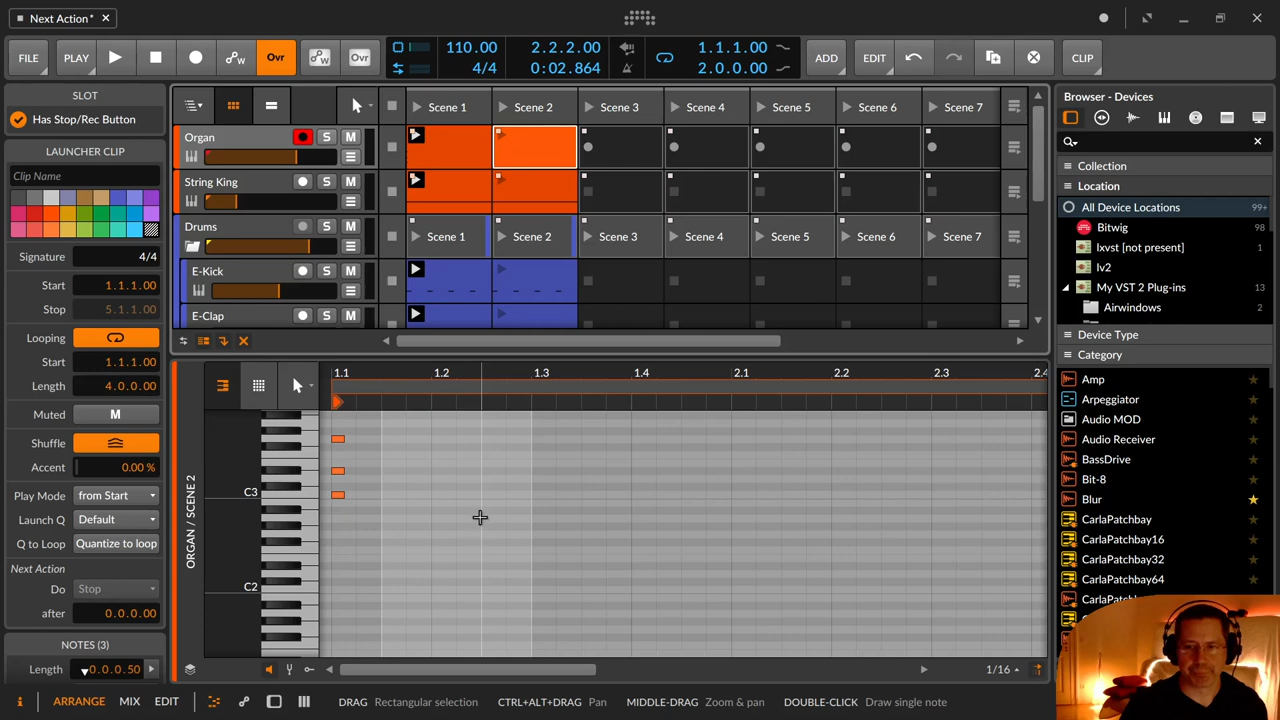 Next Action*
FILE
PLAY
Ovr
Ovr
110.00
4/4
2.2.2.00
0:02.864
1.1.1.00
2.0.0.00
ADD
EDIT
CLIP
SLOT
Has Stop/Rec Button
LAUNCHER CLIP
Clip Name
Signature 4/4
Start 1.1.1.00
Stop 5.1.1.00
Looping
Start 1.1.1.00
Length 4.0.0.00
Muted M
Shuffle
Accent 0.00 %
Play Mode from Start
Launch Q Default
Q to Loop Quantize to loop
Next Action
Do Stop
after 0.0.0.00
NOTES (3)
Length 0.0.0.50
Scene 1 Scene 2 Scene 3 Scene 4 Scene 5 Scene 6 Scene 7
Organ S M
String King S M
Drums S M
Scene 1 Scene 2 Scene 3 Scene 4 Scene 5 Scene 6 Scene 7
E-Kick S M
E-Clap S M
1.1 1.2 1.3 1.4 2.1 2.2 2.3 2.4
ORGAN / SCENE 2
C3
C2
1/16
Browser - Devices
Collection
Location
All Device Locations 99+
Bitwig 98
lxvst [not present] 1
lv2
My VST 2 Plug-ins 13
Airwindows 2
Device Type
Category
Amp
Arpeggiator
Audio MOD
Audio Receiver
BassDrive
Bit-8
Blur
CarlaPatchbay
CarlaPatchbay16
CarlaPatchbay32
CarlaPatchbay64
i ARRANGE MIX EDIT
DRAG Rectangular selection CTRL+ALT+DRAG Pan MIDDLE-DRAG Zoom & pan DOUBLE-CLICK Draw single note